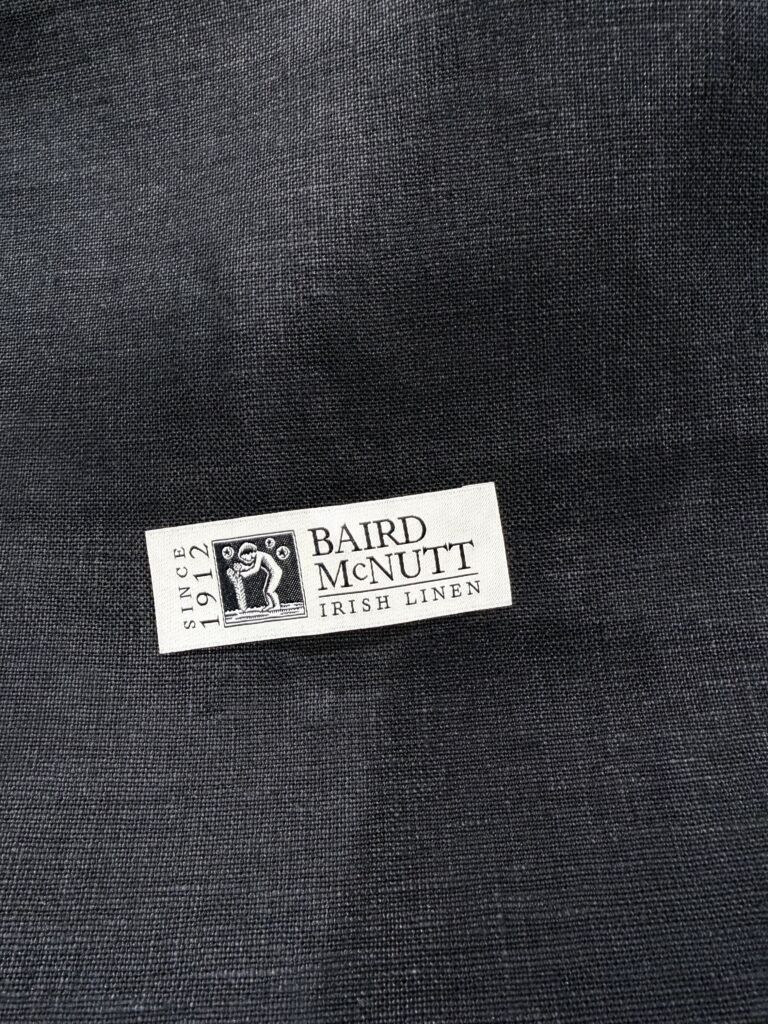 SINCE
1912
BAIRD
McNUTT
IRISH LINEN